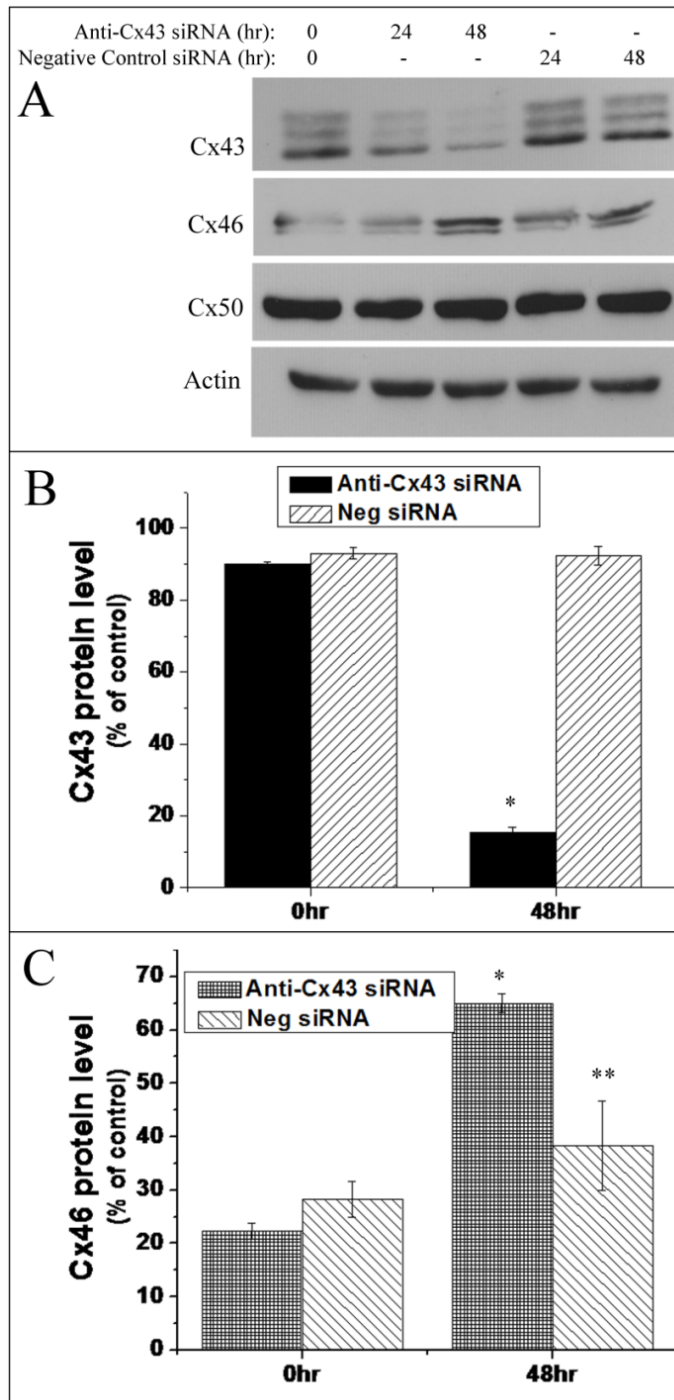 Anti-Cx43 siRNA (hr): 0 24 48 - -
Negative Control siRNA (hr): 0 - - 24 48
A
Cx43
Cx46
Cx50
Actin
B
Anti-Cx43 siRNA
Neg siRNA
Cx43 protein level
(% of control)
100
80
60
40
20
0
*
0hr 48hr
C
Anti-Cx43 siRNA
Neg siRNA
Cx46 protein level
(% of control)
70
60
50
40
30
20
10
0
*
**
0hr 48hr